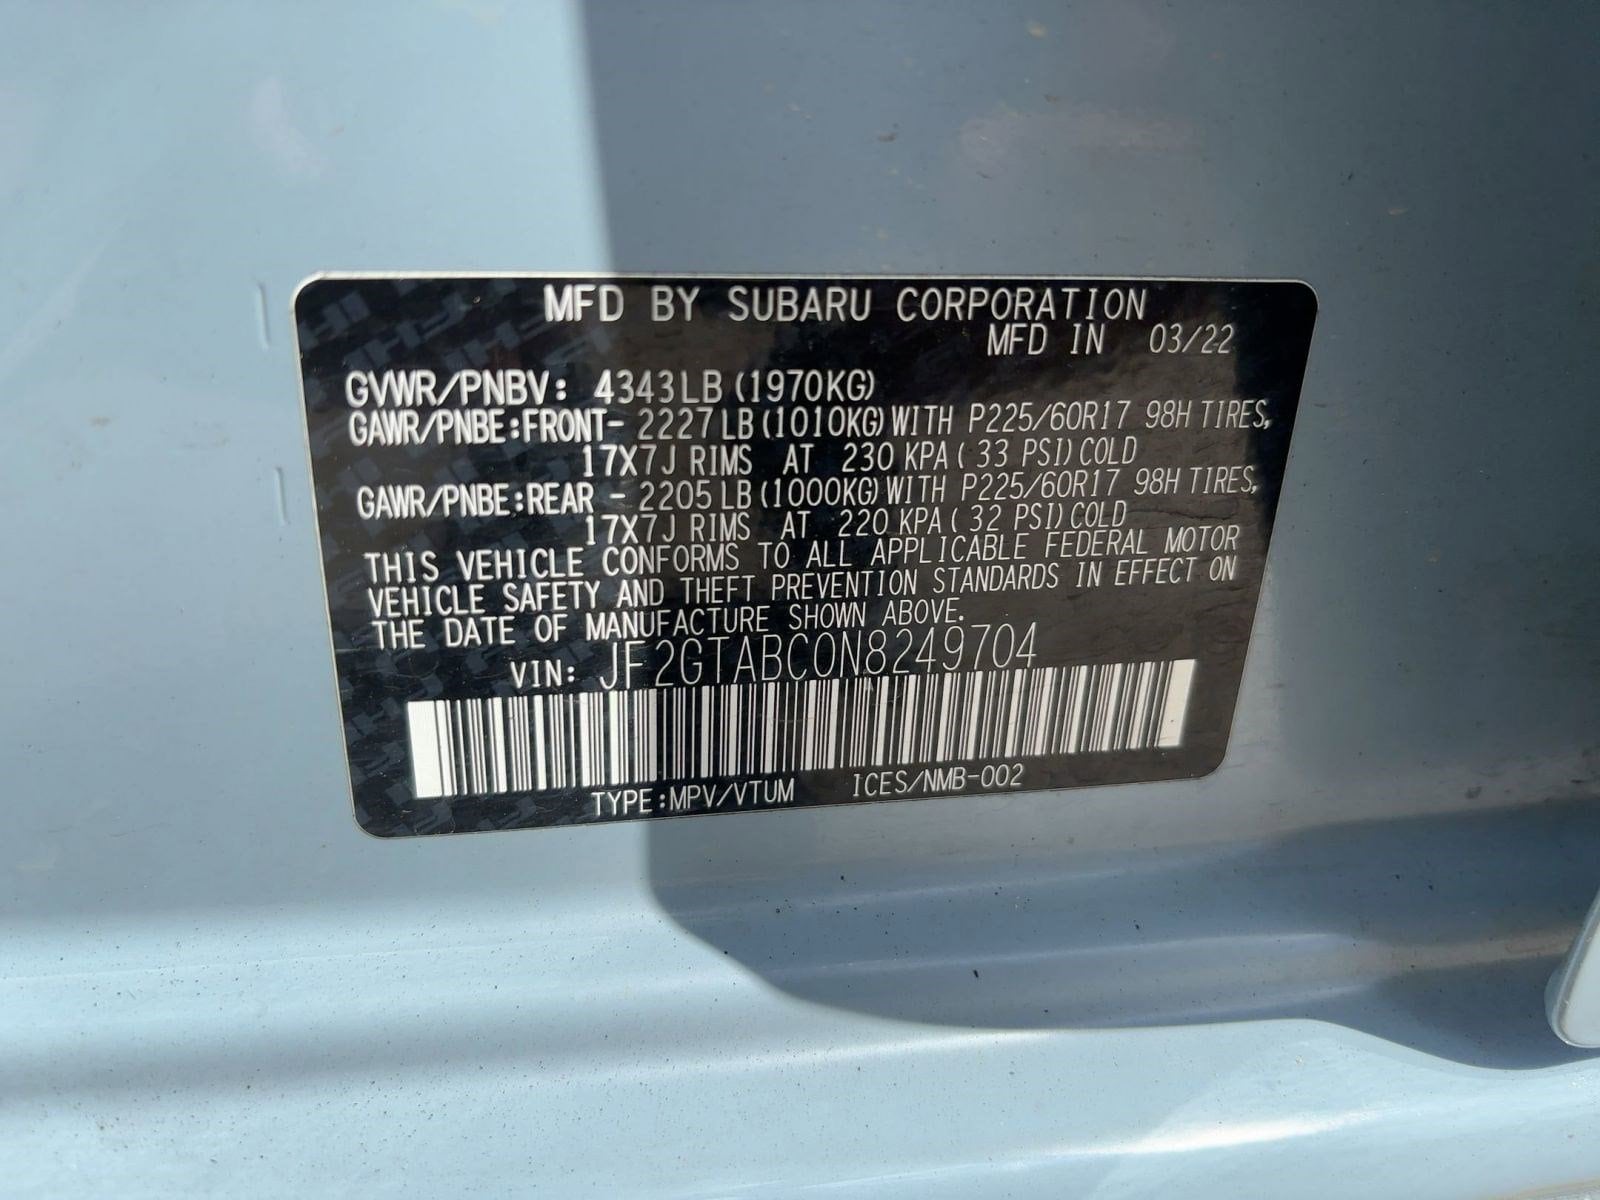 MFD BY SUBARU CORPORATION
MFD IN 03/22
GVWR/PNBV: 4343LB(1970KG)
GAWR/PNBE:FRONT- 2227LB(1010KG)WITH P225/60R17 98H TIRES,
17X7J RIMS AT 230 KPA( 33 PSI)COLD
GAWR/PNBE:REAR - 2205LB(1000KG)WITH P225/60R17 98H TIRES,
17X7J RIMS AT 220 KPA( 32 PSI)COLD
THIS VEHICLE CONFORMS TO ALL APPLICABLE FEDERAL MOTOR
VEHICLE SAFETY AND THEFT PREVENTION STANDARDS IN EFFECT ON
THE DATE OF MANUFACTURE SHOWN ABOVE.
VIN: JF2GTABC0N8249704
TYPE:MPV/VTUM ICES/NMB-002